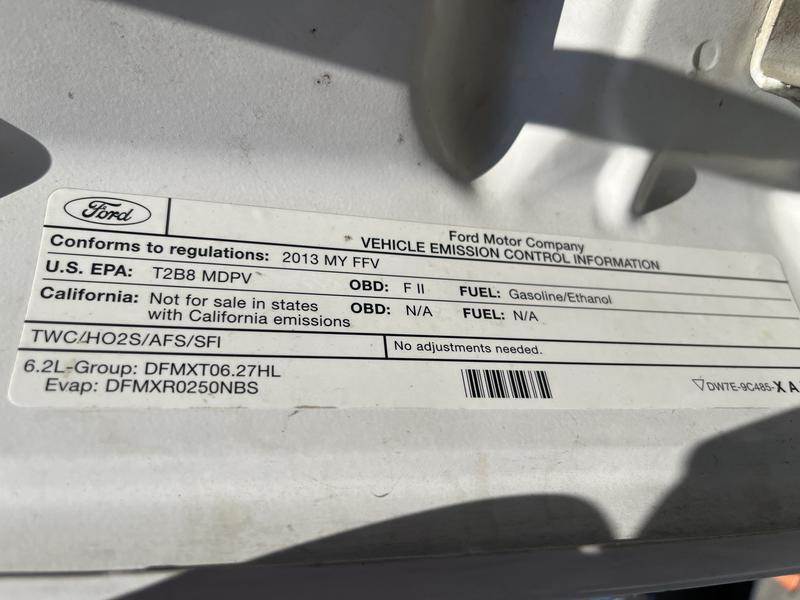 Ford
Ford Motor Company
VEHICLE EMISSION CONTROL INFORMATION
Conforms to regulations: 2013 MY FFV
U.S. EPA: T2B8 MDPV OBD: F II FUEL: Gasoline/Ethanol
California: Not for sale in states with California emissions OBD: N/A FUEL: N/A
TWC/HO2S/AFS/SFI No adjustments needed.
6.2L-Group: DFMXT06.27HL
Evap: DFMXR0250NBS
DW7E-9C485-XA